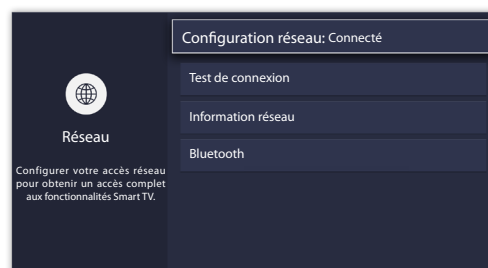 Configuration réseau: Connecté
Test de connexion
Information réseau
Bluetooth
Réseau
Configurer votre accès réseau
pour obtenir un accès complet
aux fonctionnalités Smart TV.